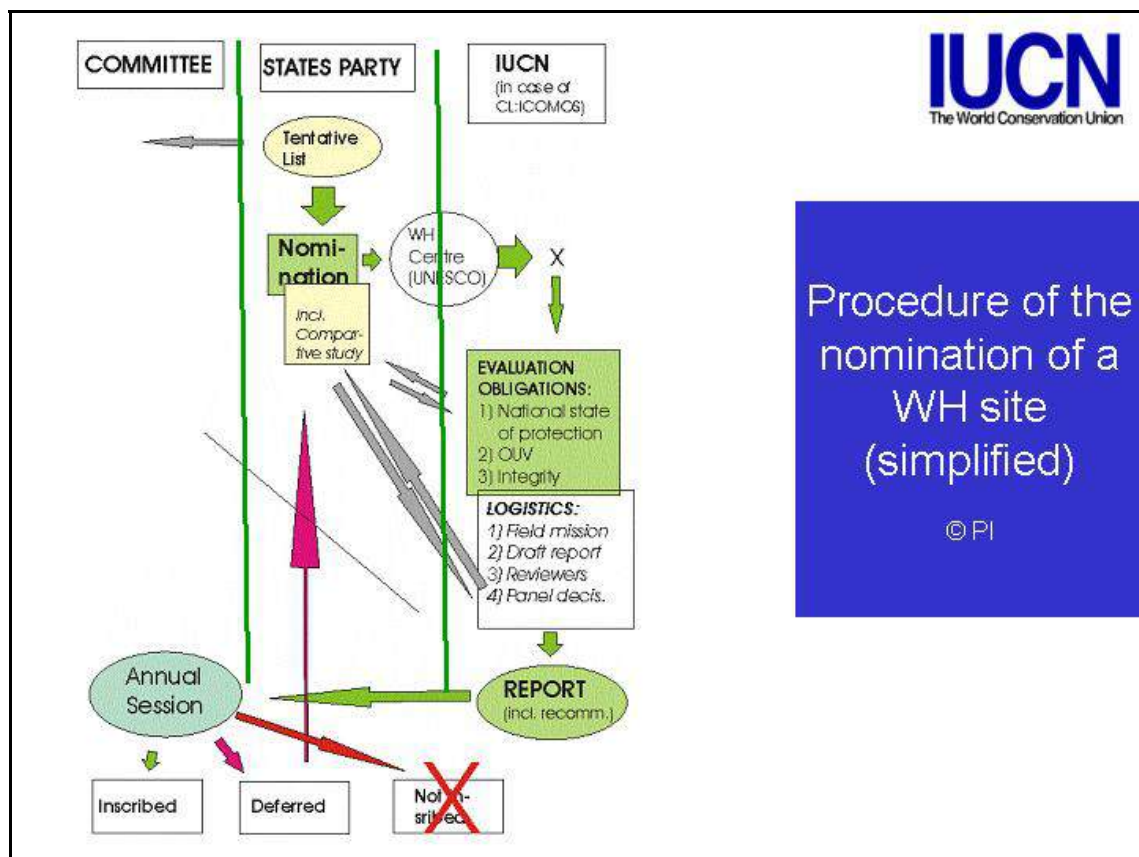 COMMITTEE
STATES PARTY
IUCN
(in case of
CL:ICOMOS)
IUCN
The World Conservation Union
Tentative
List
Nomi-
nation
Incl.
Compar-
tive study
WH
Centre
(UNESCO)
X
EVALUATION
OBLIGATIONS:
1) National state
of protection
2) OUV
3) Integrity
LOGISTICS:
1) Field mission
2) Draft report
3) Reviewers
4) Panel decis.
REPORT
(incl. recomm.)
Annual
Session
Inscribed
Deferred
Not in-
sribed
Procedure of the
nomination of a
WH site
(simplified)
© PI